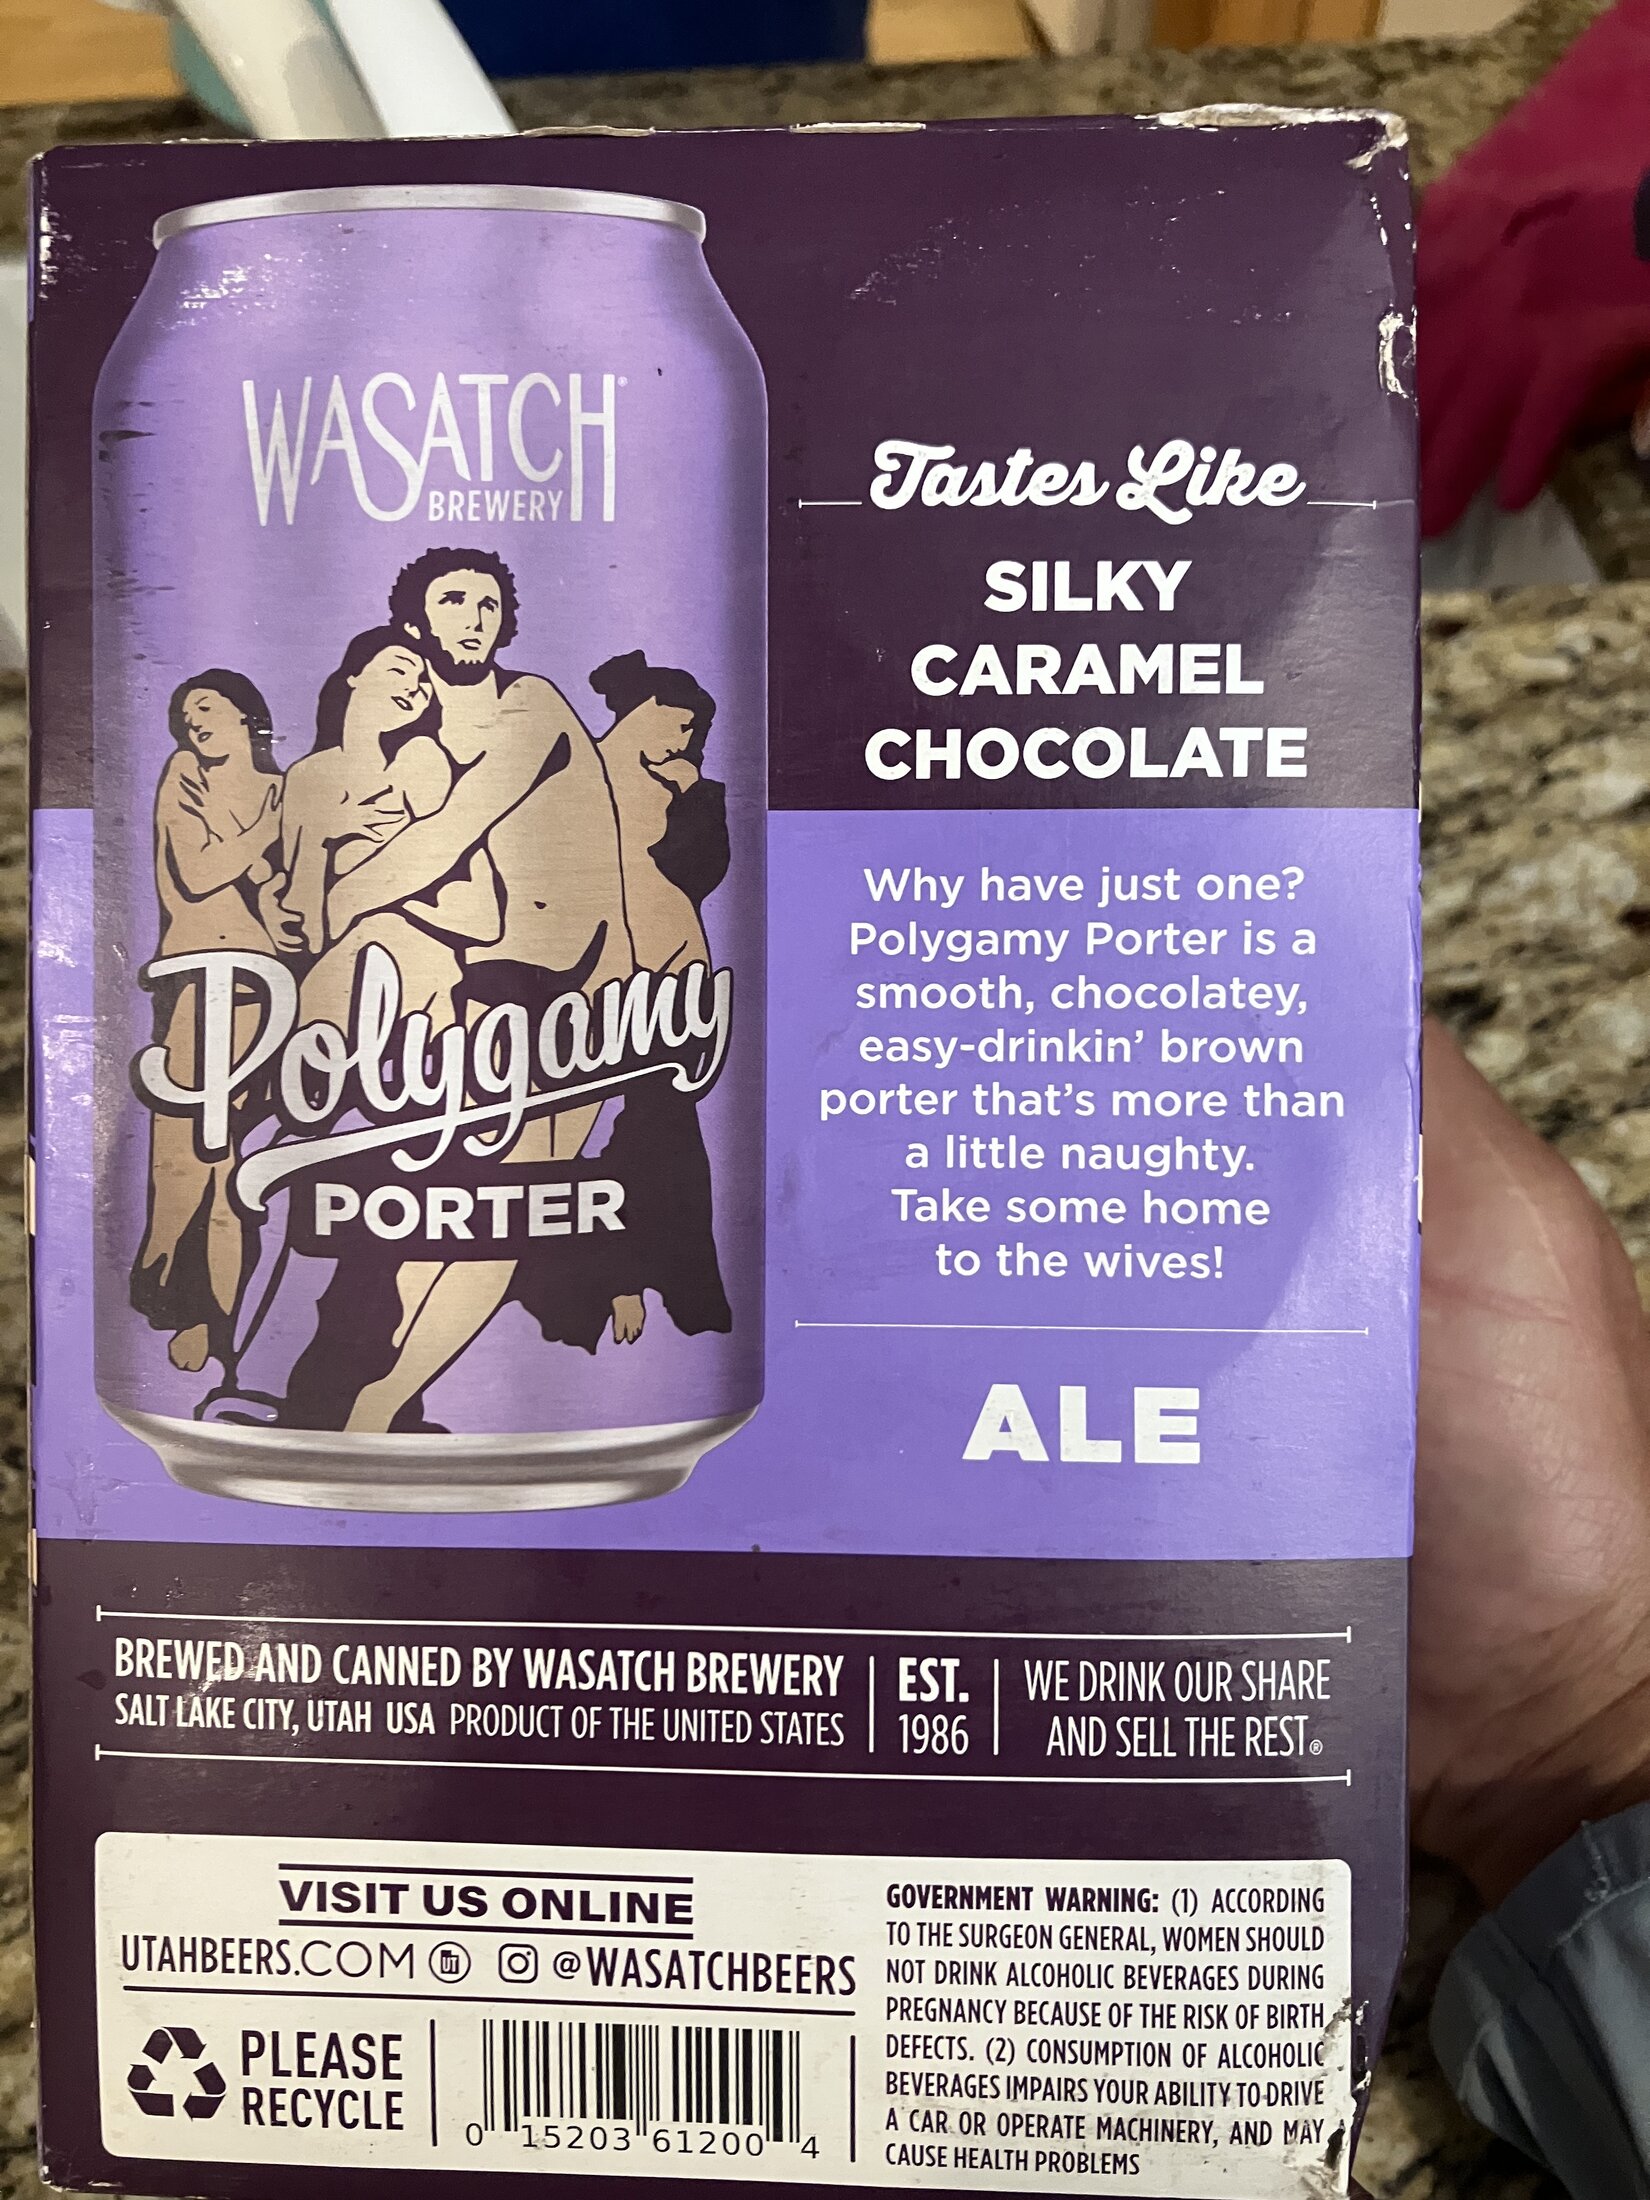 WASATCH®
BREWERY
Polygamy
PORTER
Tastes Like
SILKY
CARAMEL
CHOCOLATE
Why have just one?
Polygamy Porter is a
smooth, chocolatey,
easy-drinkin’ brown
porter that’s more than
a little naughty.
Take some home
to the wives!
ALE
BREWED AND CANNED BY WASATCH BREWERY
SALT LAKE CITY, UTAH USA PRODUCT OF THE UNITED STATES
EST.
1986
WE DRINK OUR SHARE
AND SELL THE REST®
VISIT US ONLINE
UTAHBEERS.COM @WASATCHBEERS
PLEASE
RECYCLE
0 15203 61200 4
GOVERNMENT WARNING: (1) ACCORDING
TO THE SURGEON GENERAL, WOMEN SHOULD
NOT DRINK ALCOHOLIC BEVERAGES DURING
PREGNANCY BECAUSE OF THE RISK OF BIRTH
DEFECTS. (2) CONSUMPTION OF ALCOHOLIC
BEVERAGES IMPAIRS YOUR ABILITY TO DRIVE
A CAR OR OPERATE MACHINERY, AND MAY
CAUSE HEALTH PROBLEMS